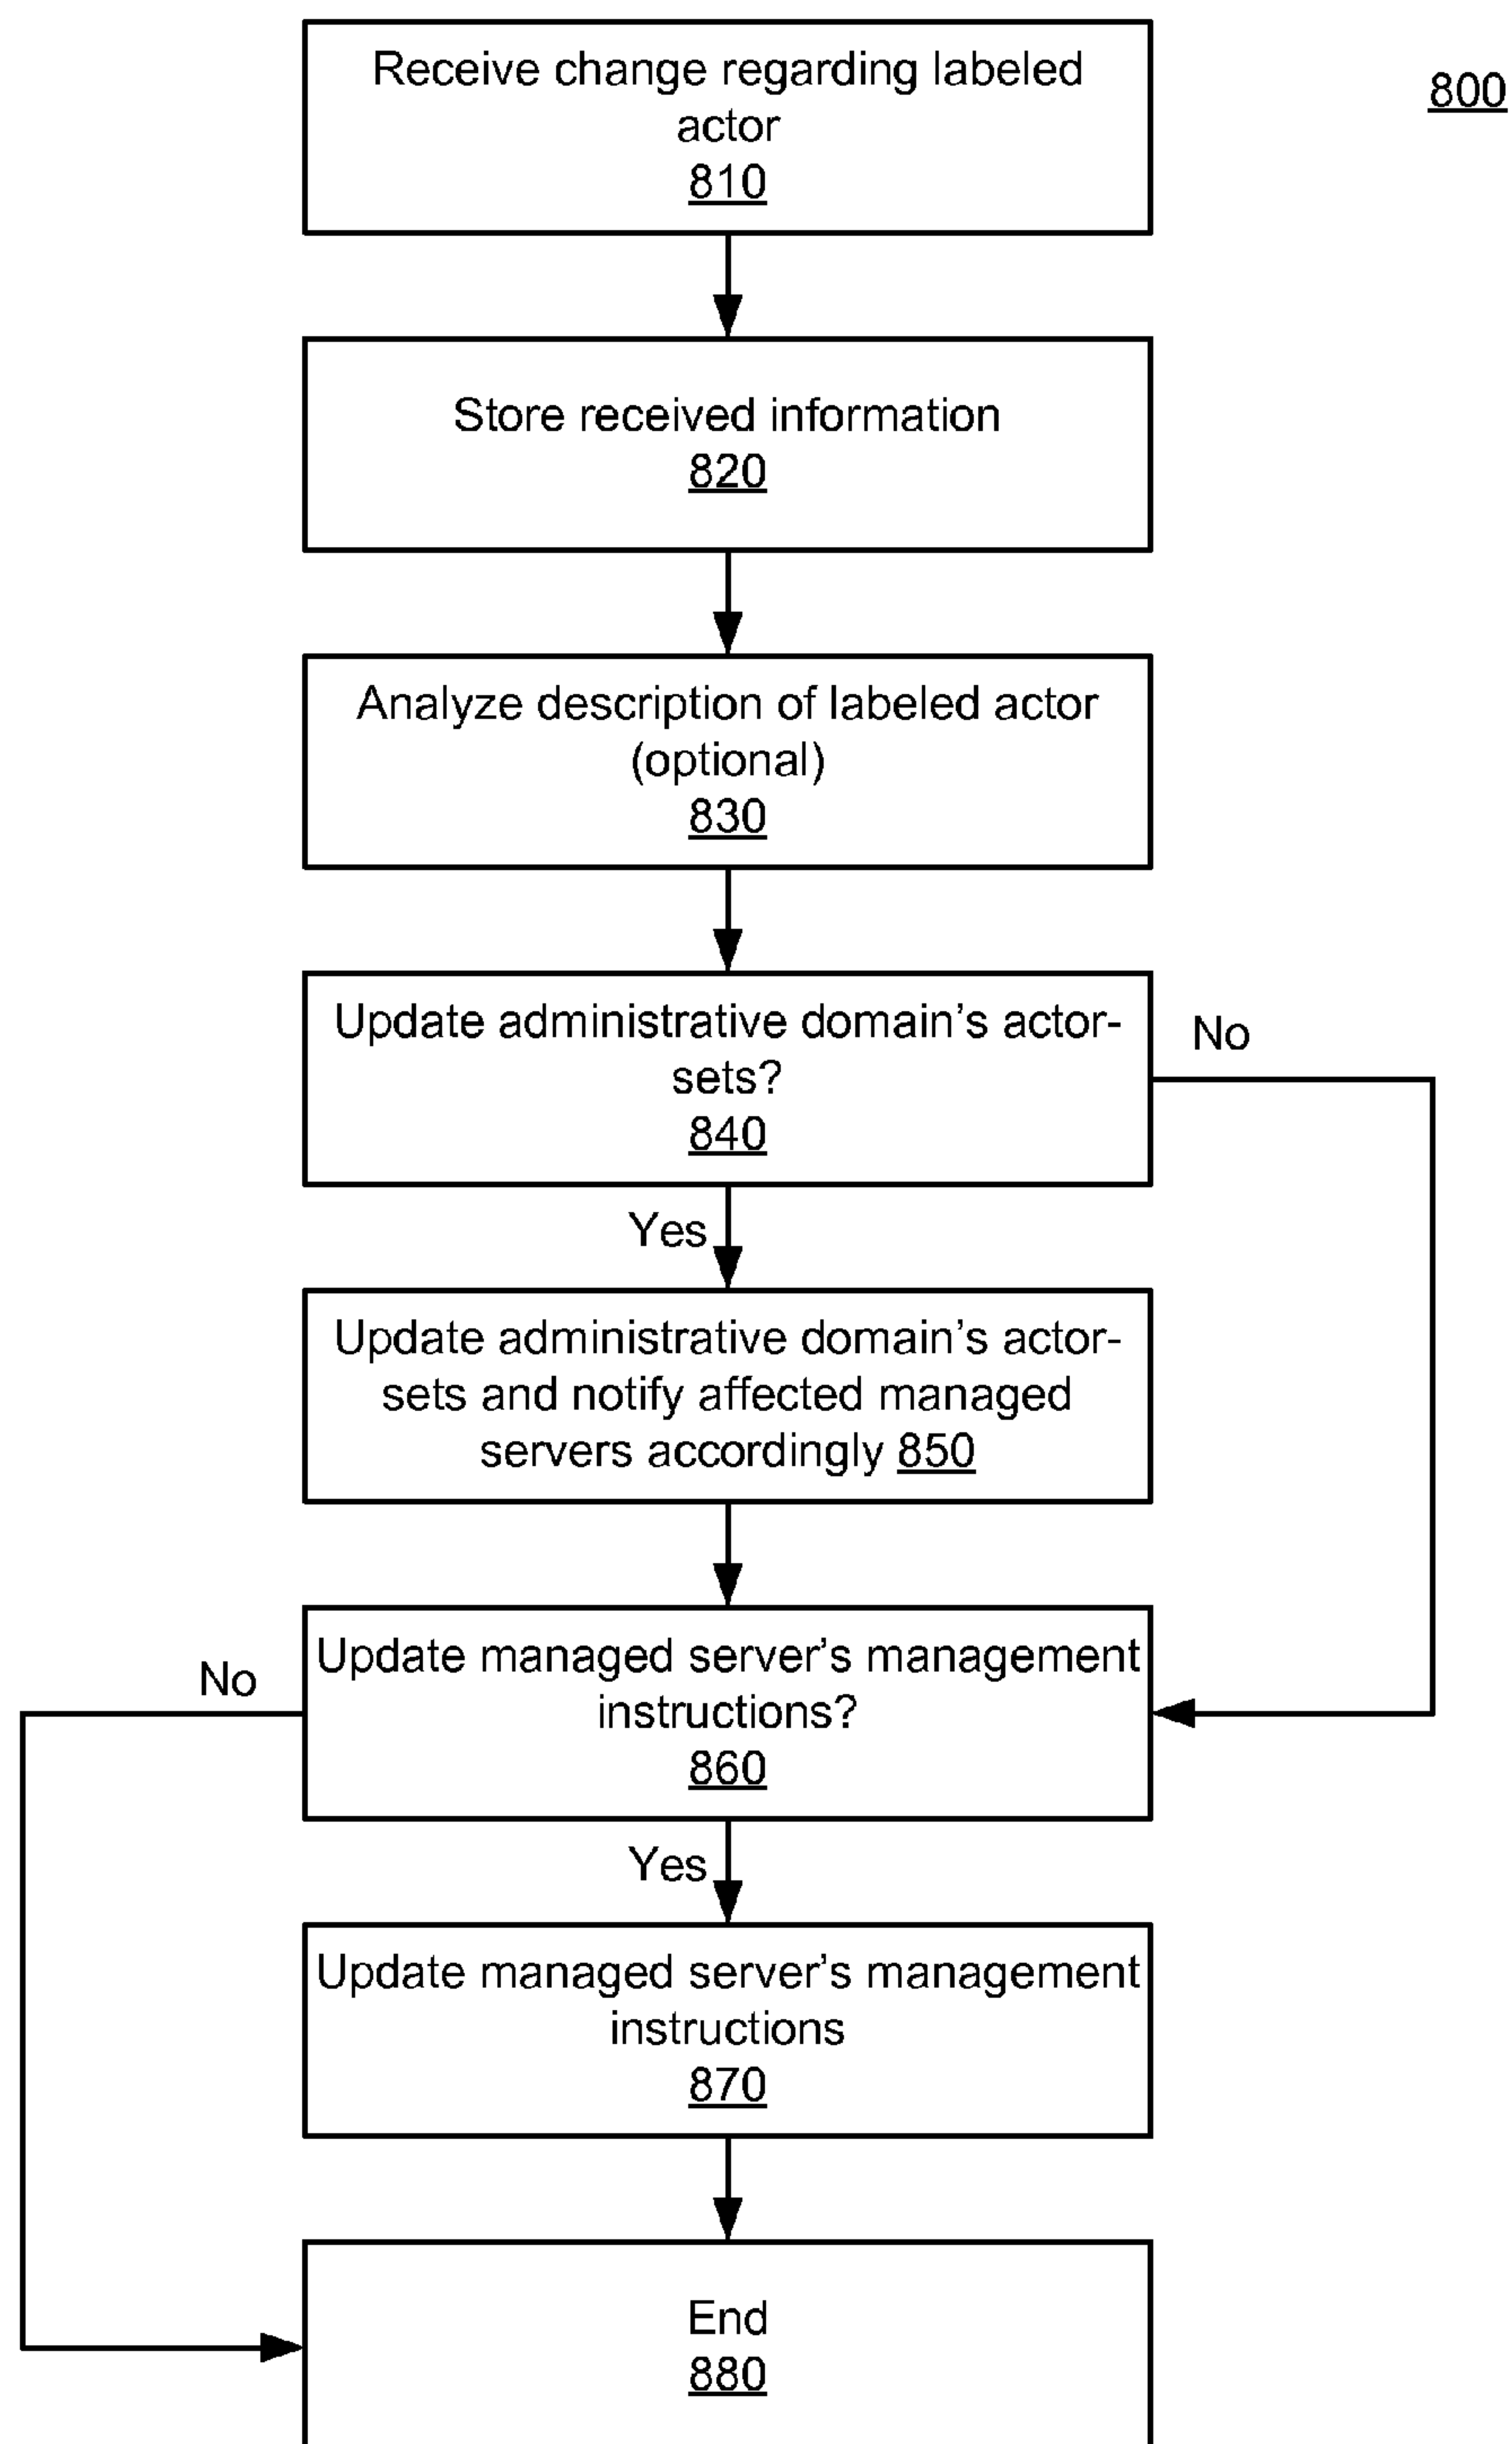 Receive change regarding labeled
actor
810
800
Store received information
820
Analyze description of labeled actor
(optional)
830
Update administrative domain’s actor-
sets?
840
No
Yes
Update administrative domain’s actor-
sets and notify affected managed
servers accordingly 850
No
Update managed server’s management
instructions?
860
Yes
Update managed server’s management
instructions
870
End
880